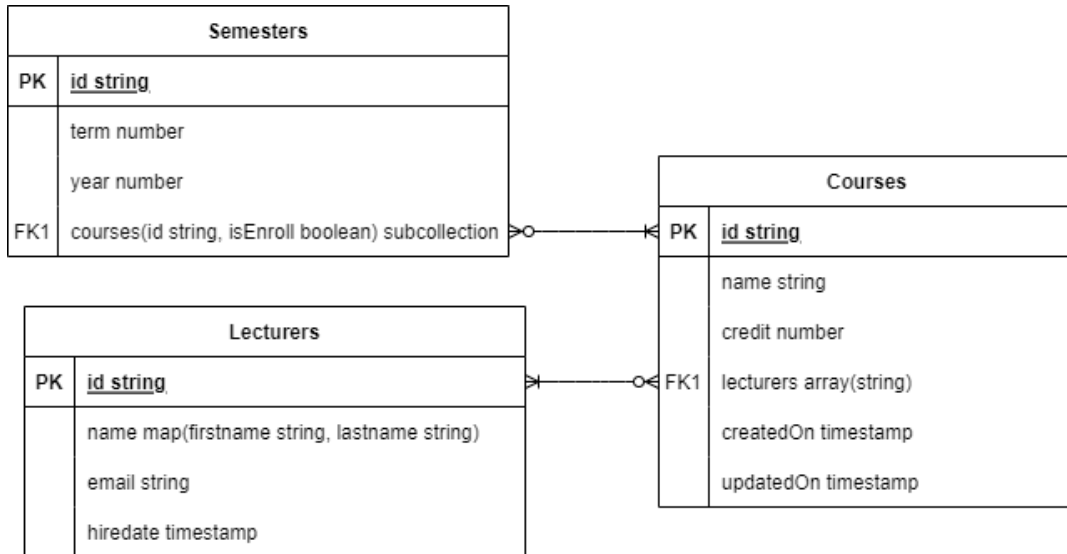 Semesters
PK id string
term number
year number
FK1 courses(id string, isEnroll boolean) subcollection
Courses
PK id string
name string
credit number
FK1 lecturers array(string)
createdOn timestamp
updatedOn timestamp
Lecturers
PK id string
name map(firstname string, lastname string)
email string
hiredate timestamp